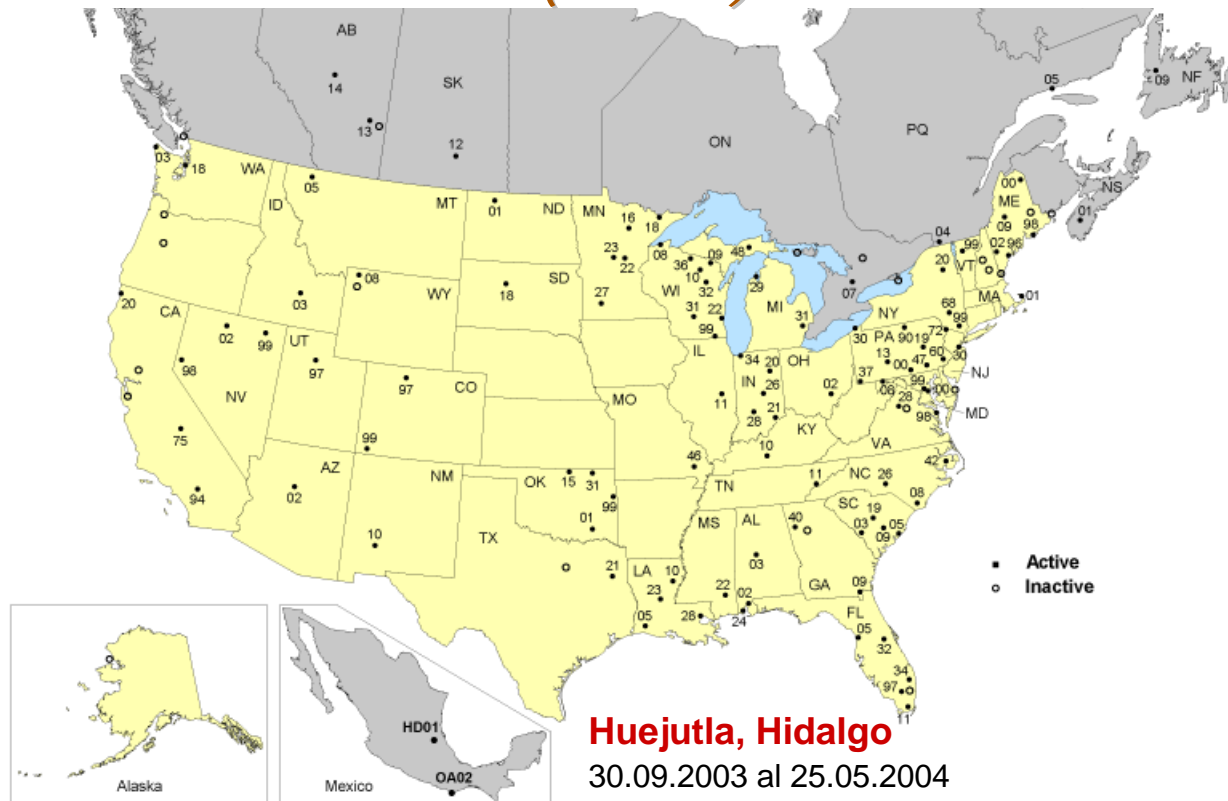 AB
SK
14
13
12
ON
PQ
05
09
NF
NS
01
03
18
WA
05
ID
MT
01
ND
MN
16
18
00
ME
09
98
04
99
02
96
20
VT
MA
01
23
22
08
36
09
10
32
48
WI
29
MI
07
08
WY
SD
18
27
31
22
99
31
NY
68
99
20
CA
03
02
99
UT
97
98
NV
97
CO
IL
34
20
IN
26
OH
30
PA
90
72
19
13
00
47
60
30
NJ
37
08
99
00
28
98
MD
02
11
28
21
MO
KY
VA
75
99
46
10
94
AZ
02
NM
OK
15
31
99
01
TN
11
NC
26
42
08
SC
19
03
05
09
10
TX
21
LA
10
23
05
28
MS
22
AL
03
02
24
40
GA
09
FL
05
32
34
97
11
Active
Inactive
Alaska
HD01
OA02
Mexico
Huejutla, Hidalgo
30.09.2003 al 25.05.2004